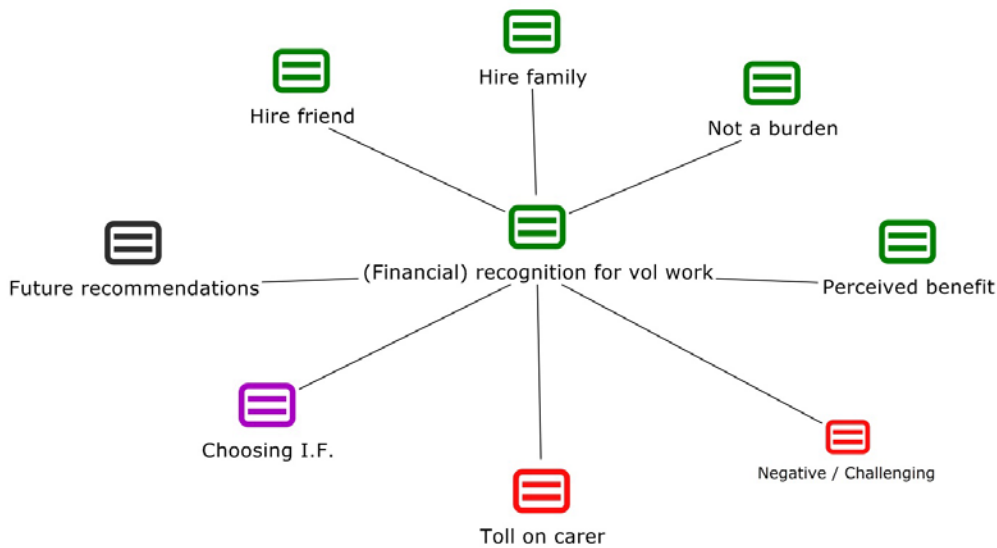 Hire family
Hire friend
Not a burden
(Financial) recognition for vol work
Future recommendations
Perceived benefit
Choosing I.F.
Negative / Challenging
Toll on carer